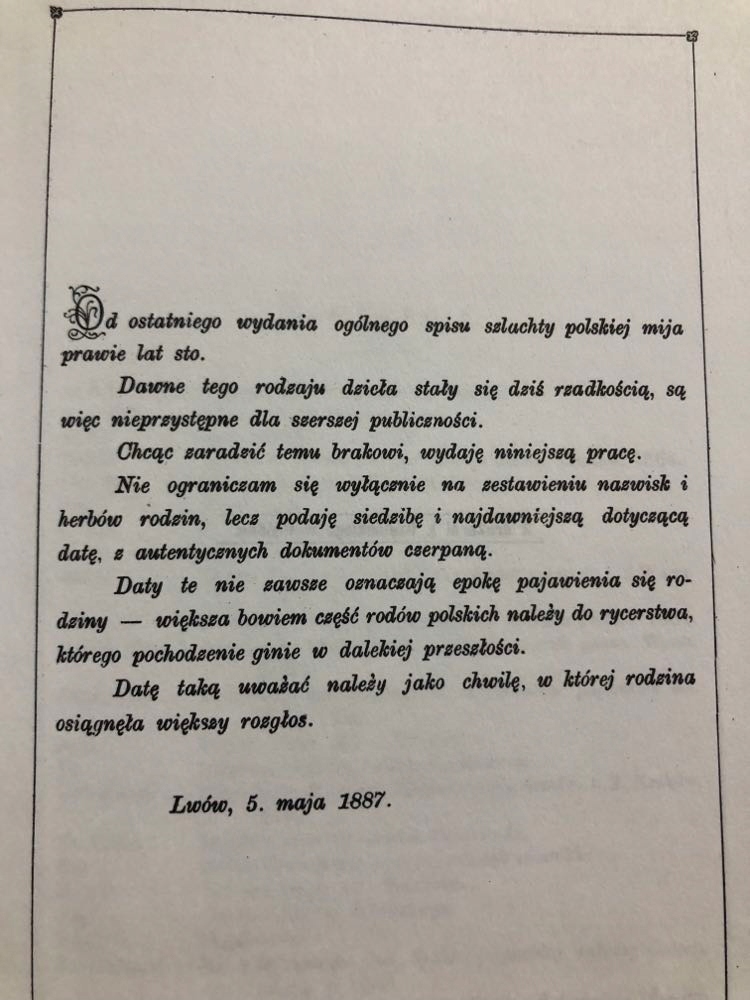 Od ostatniego wydania ogólnego spisu szlachty polskiej mija
prawie lat sto.
Dawne tego rodzaju dzieła stały się dziś rzadkością, są
więc nieprzystępne dla szerszej publiczności.
Chcąc zaradzić temu brakowi, wydaję niniejszą pracę.
Nie ograniczam się wyłącznie na zestawieniu nazwisk i
herbów rodzin, lecz podaję siedzibę i najdawniejszą dotyczącą
datę, z autentycznych dokumentów czerpaną.
Daty te nie zawsze oznaczają epokę pajawienia się ro-
dziny — większa bowiem część rodów polskich należy do rycerstwa,
którego pochodzenie ginie w dalekiej przeszłości.
Datę taką uważać należy jako chwilę, w której rodzina
osiągnęła większy rozgłos.
Lwów, 5. maja 1887.